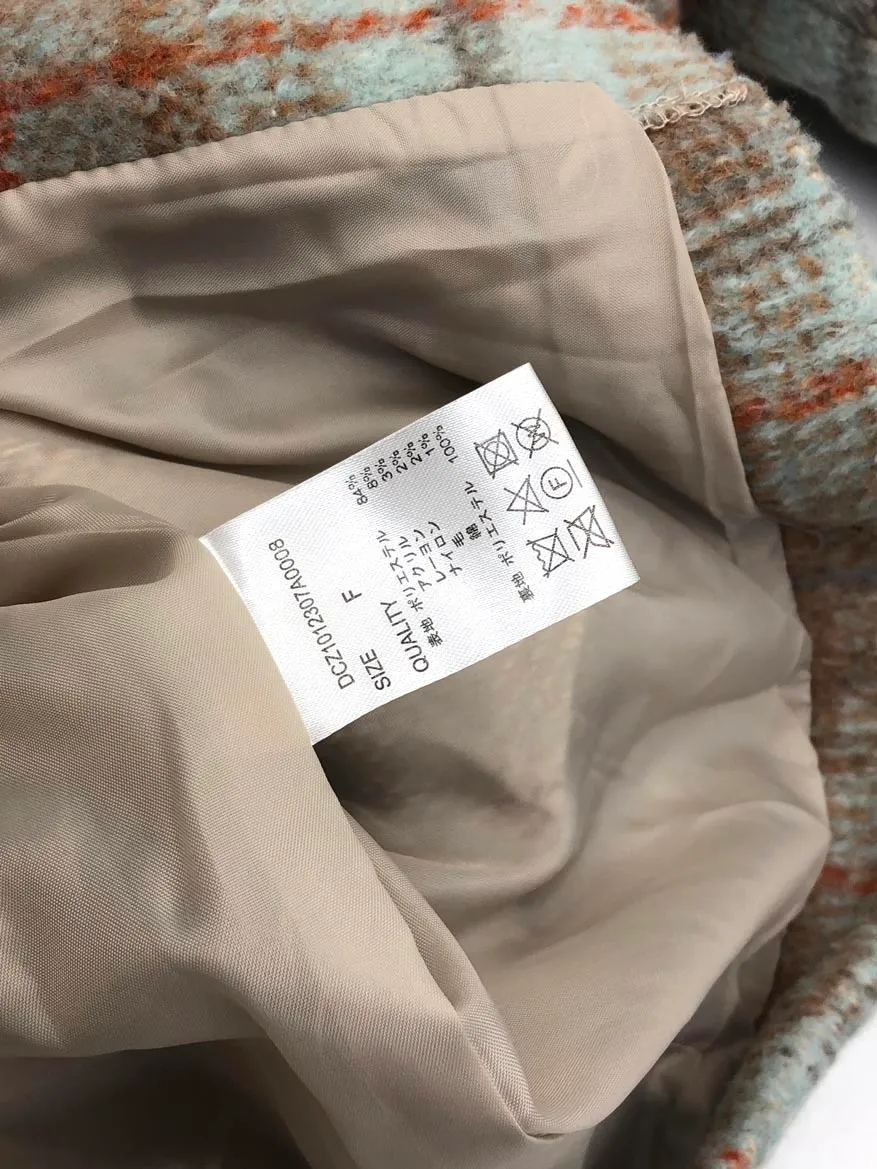 DCZ1012307A0008
SIZE F
QUALITY
表地 ポリエステル 84%
アクリル 8%
レーヨン 3%
ナイロン 2%
毛 2%
綿 1%
裏地 ポリエステル 100%
F
W